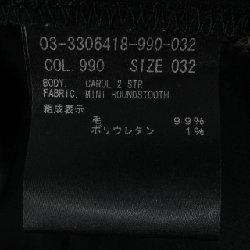 03-3306418-990-032
COL.990 SIZE 032
BODY. CAROL 2 STR
FABRIC. MINI HOUNDSTOOTH
組成表示
毛 99%
ポリウレタン 1%